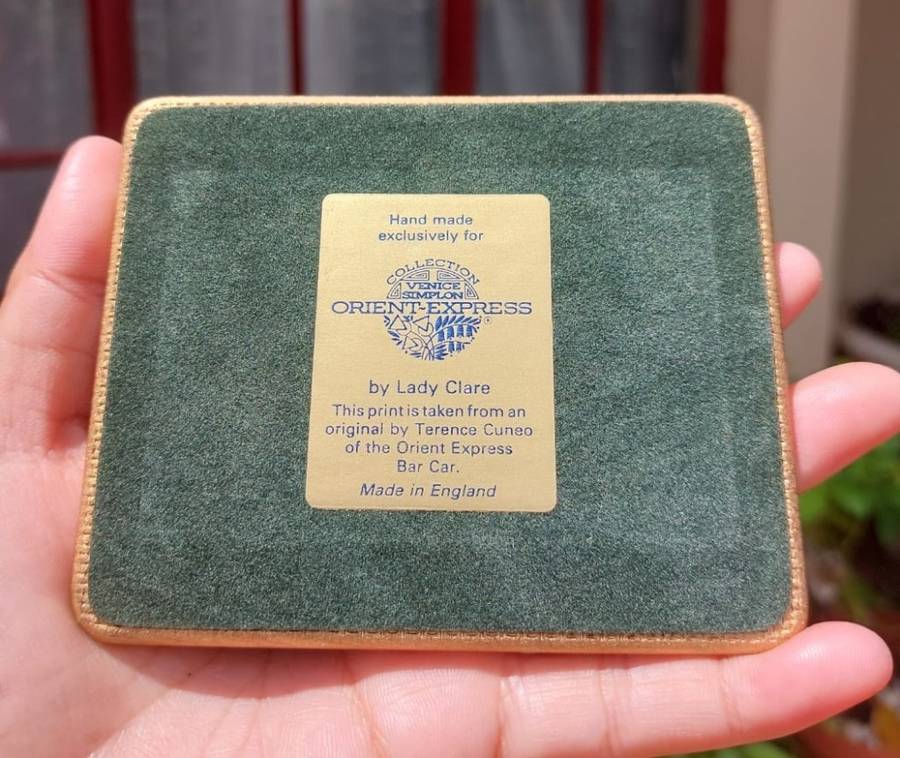 Hand made
exclusively for
COLLECTION
VENICE
SIMPLON
ORIENT-EXPRESS
®
by Lady Clare
This print is taken from an
original by Terence Cuneo
of the Orient Express
Bar Car.
Made in England